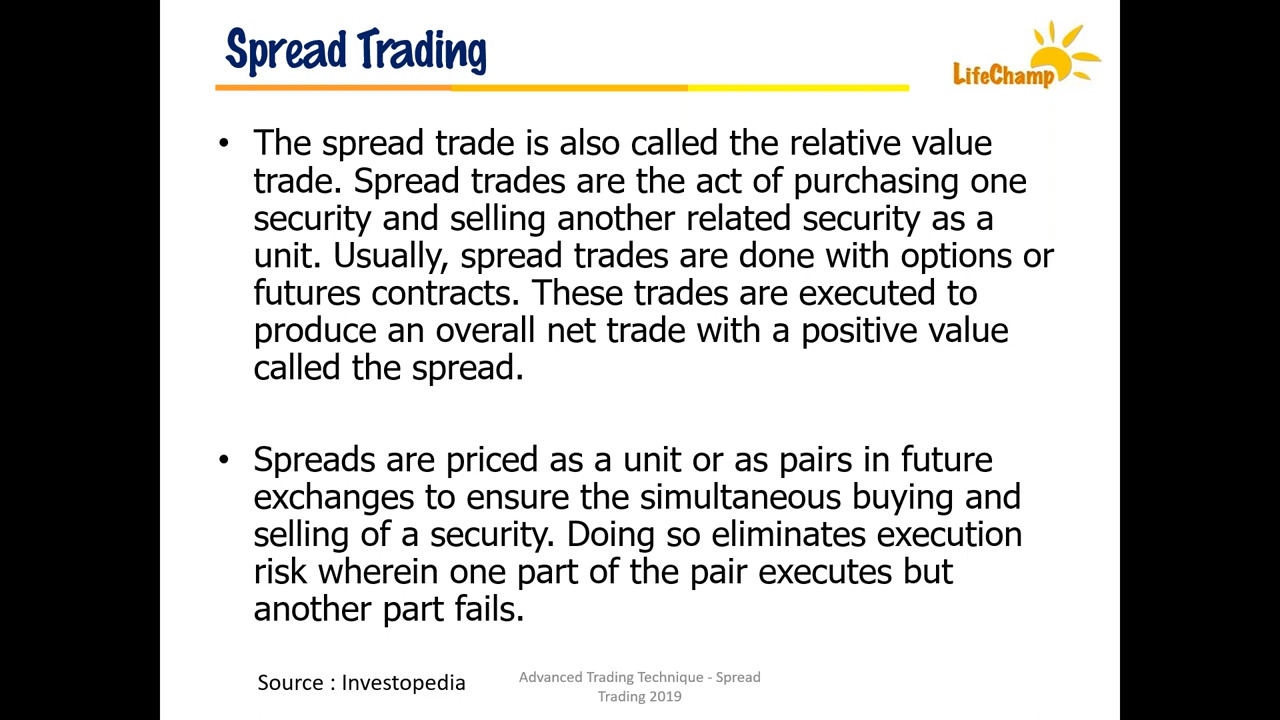 Spread Trading
LifeChamp
• The spread trade is also called the relative value
trade. Spread trades are the act of purchasing one
security and selling another related security as a
unit. Usually, spread trades are done with options or
futures contracts. These trades are executed to
produce an overall net trade with a positive value
called the spread.
• Spreads are priced as a unit or as pairs in future
exchanges to ensure the simultaneous buying and
selling of a security. Doing so eliminates execution
risk wherein one part of the pair executes but
another part fails.
Source : Investopedia
Advanced Trading Technique - Spread
Trading 2019